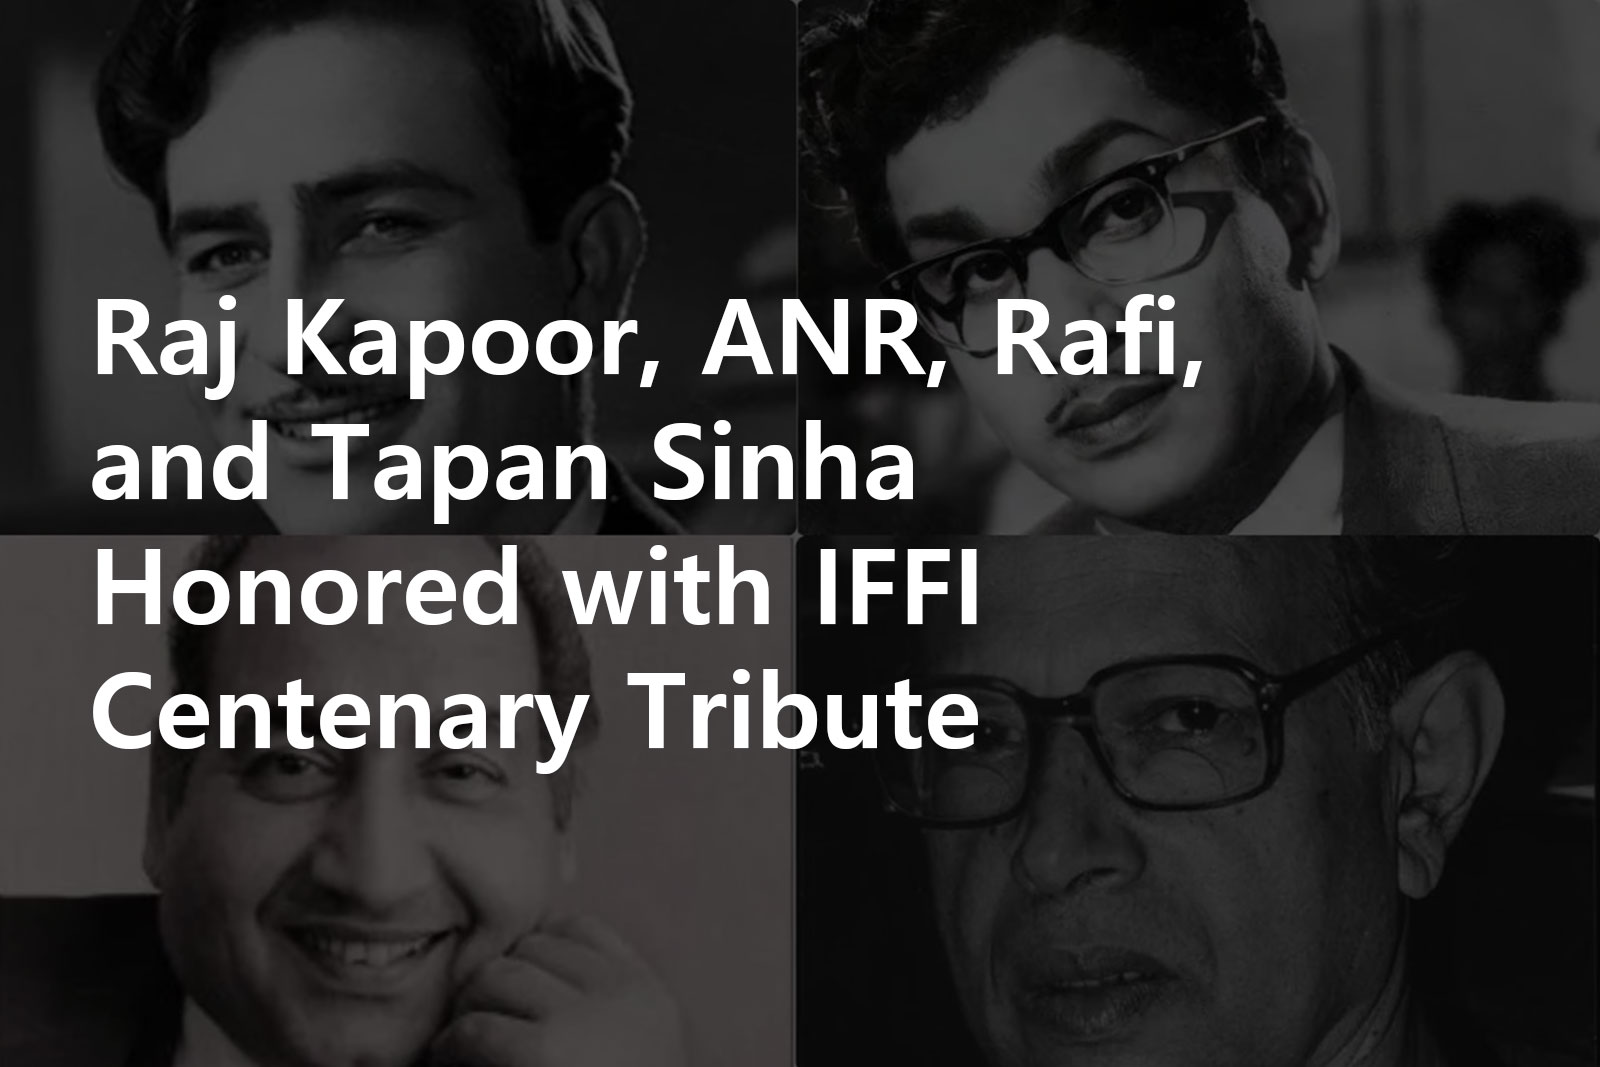 Raj Kapoor, ANR, Rafi,
and Tapan Sinha
Honored with IFFI
Centenary Tribute